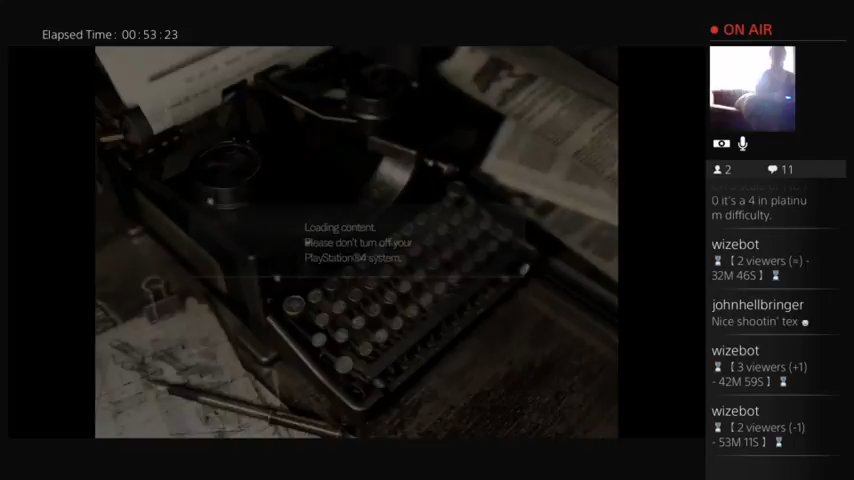 Elapsed Time: 00:53:23
ON AIR
2
11
0 it's a 4 in platinu
m difficulty.
wizebot
⌛ [ 2 viewers (=) -
32M 46S ] ⌛
johnhellbringer
Nice shootin' tex
wizebot
⌛ [ 3 viewers (+1)
- 42M 59S ] ⌛
wizebot
⌛ [ 2 viewers (-1)
- 53M 11S ] ⌛
Loading content.
Please don't turn off your
PlayStation®4 system.